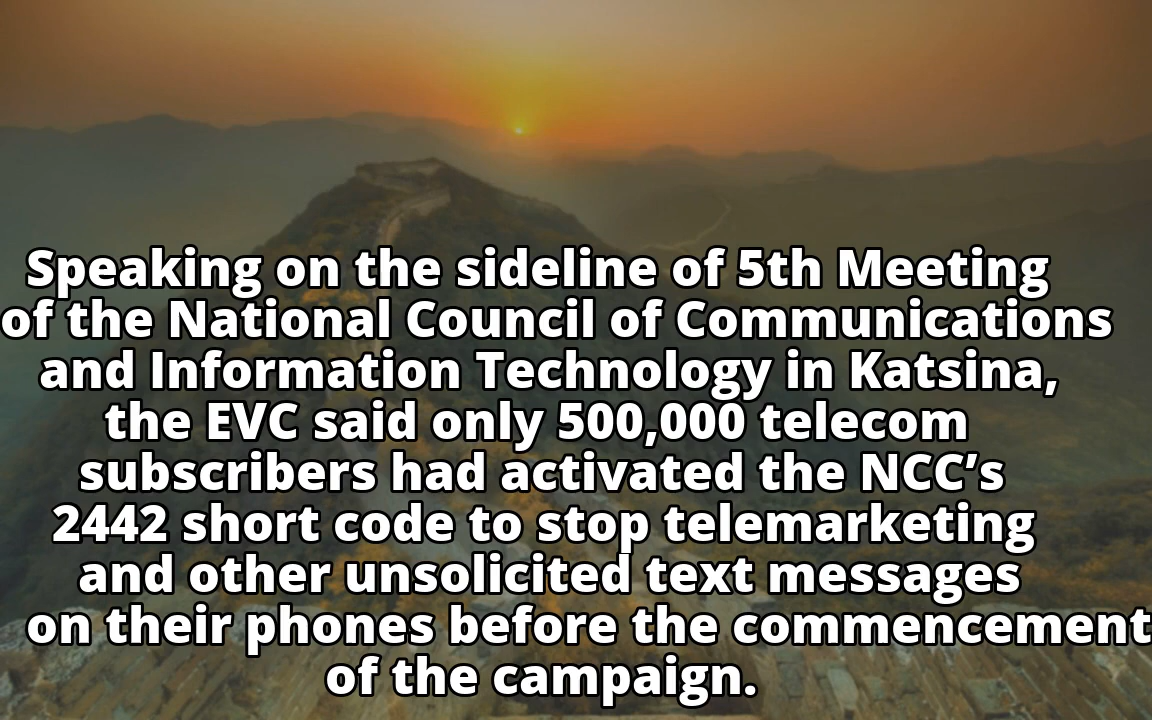 Speaking on the sideline of 5th Meeting
of the National Council of Communications
and Information Technology in Katsina,
the EVC said only 500,000 telecom
subscribers had activated the NCC’s
2442 short code to stop telemarketing
and other unsolicited text messages
on their phones before the commencement
of the campaign.